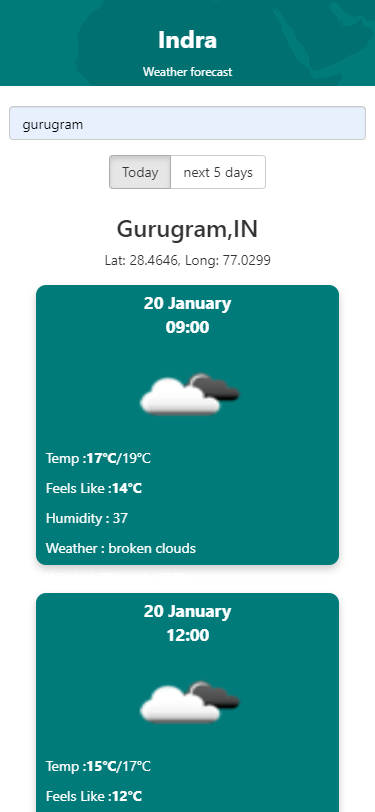 Indra
Weather forecast
gurugram
Today
next 5 days
Gurugram,IN
Lat: 28.4646, Long: 77.0299
20 January
09:00
Temp :17°C/19°C
Feels Like :14°C
Humidity : 37
Weather : broken clouds
20 January
12:00
Temp :15°C/17°C
Feels Like :12°C